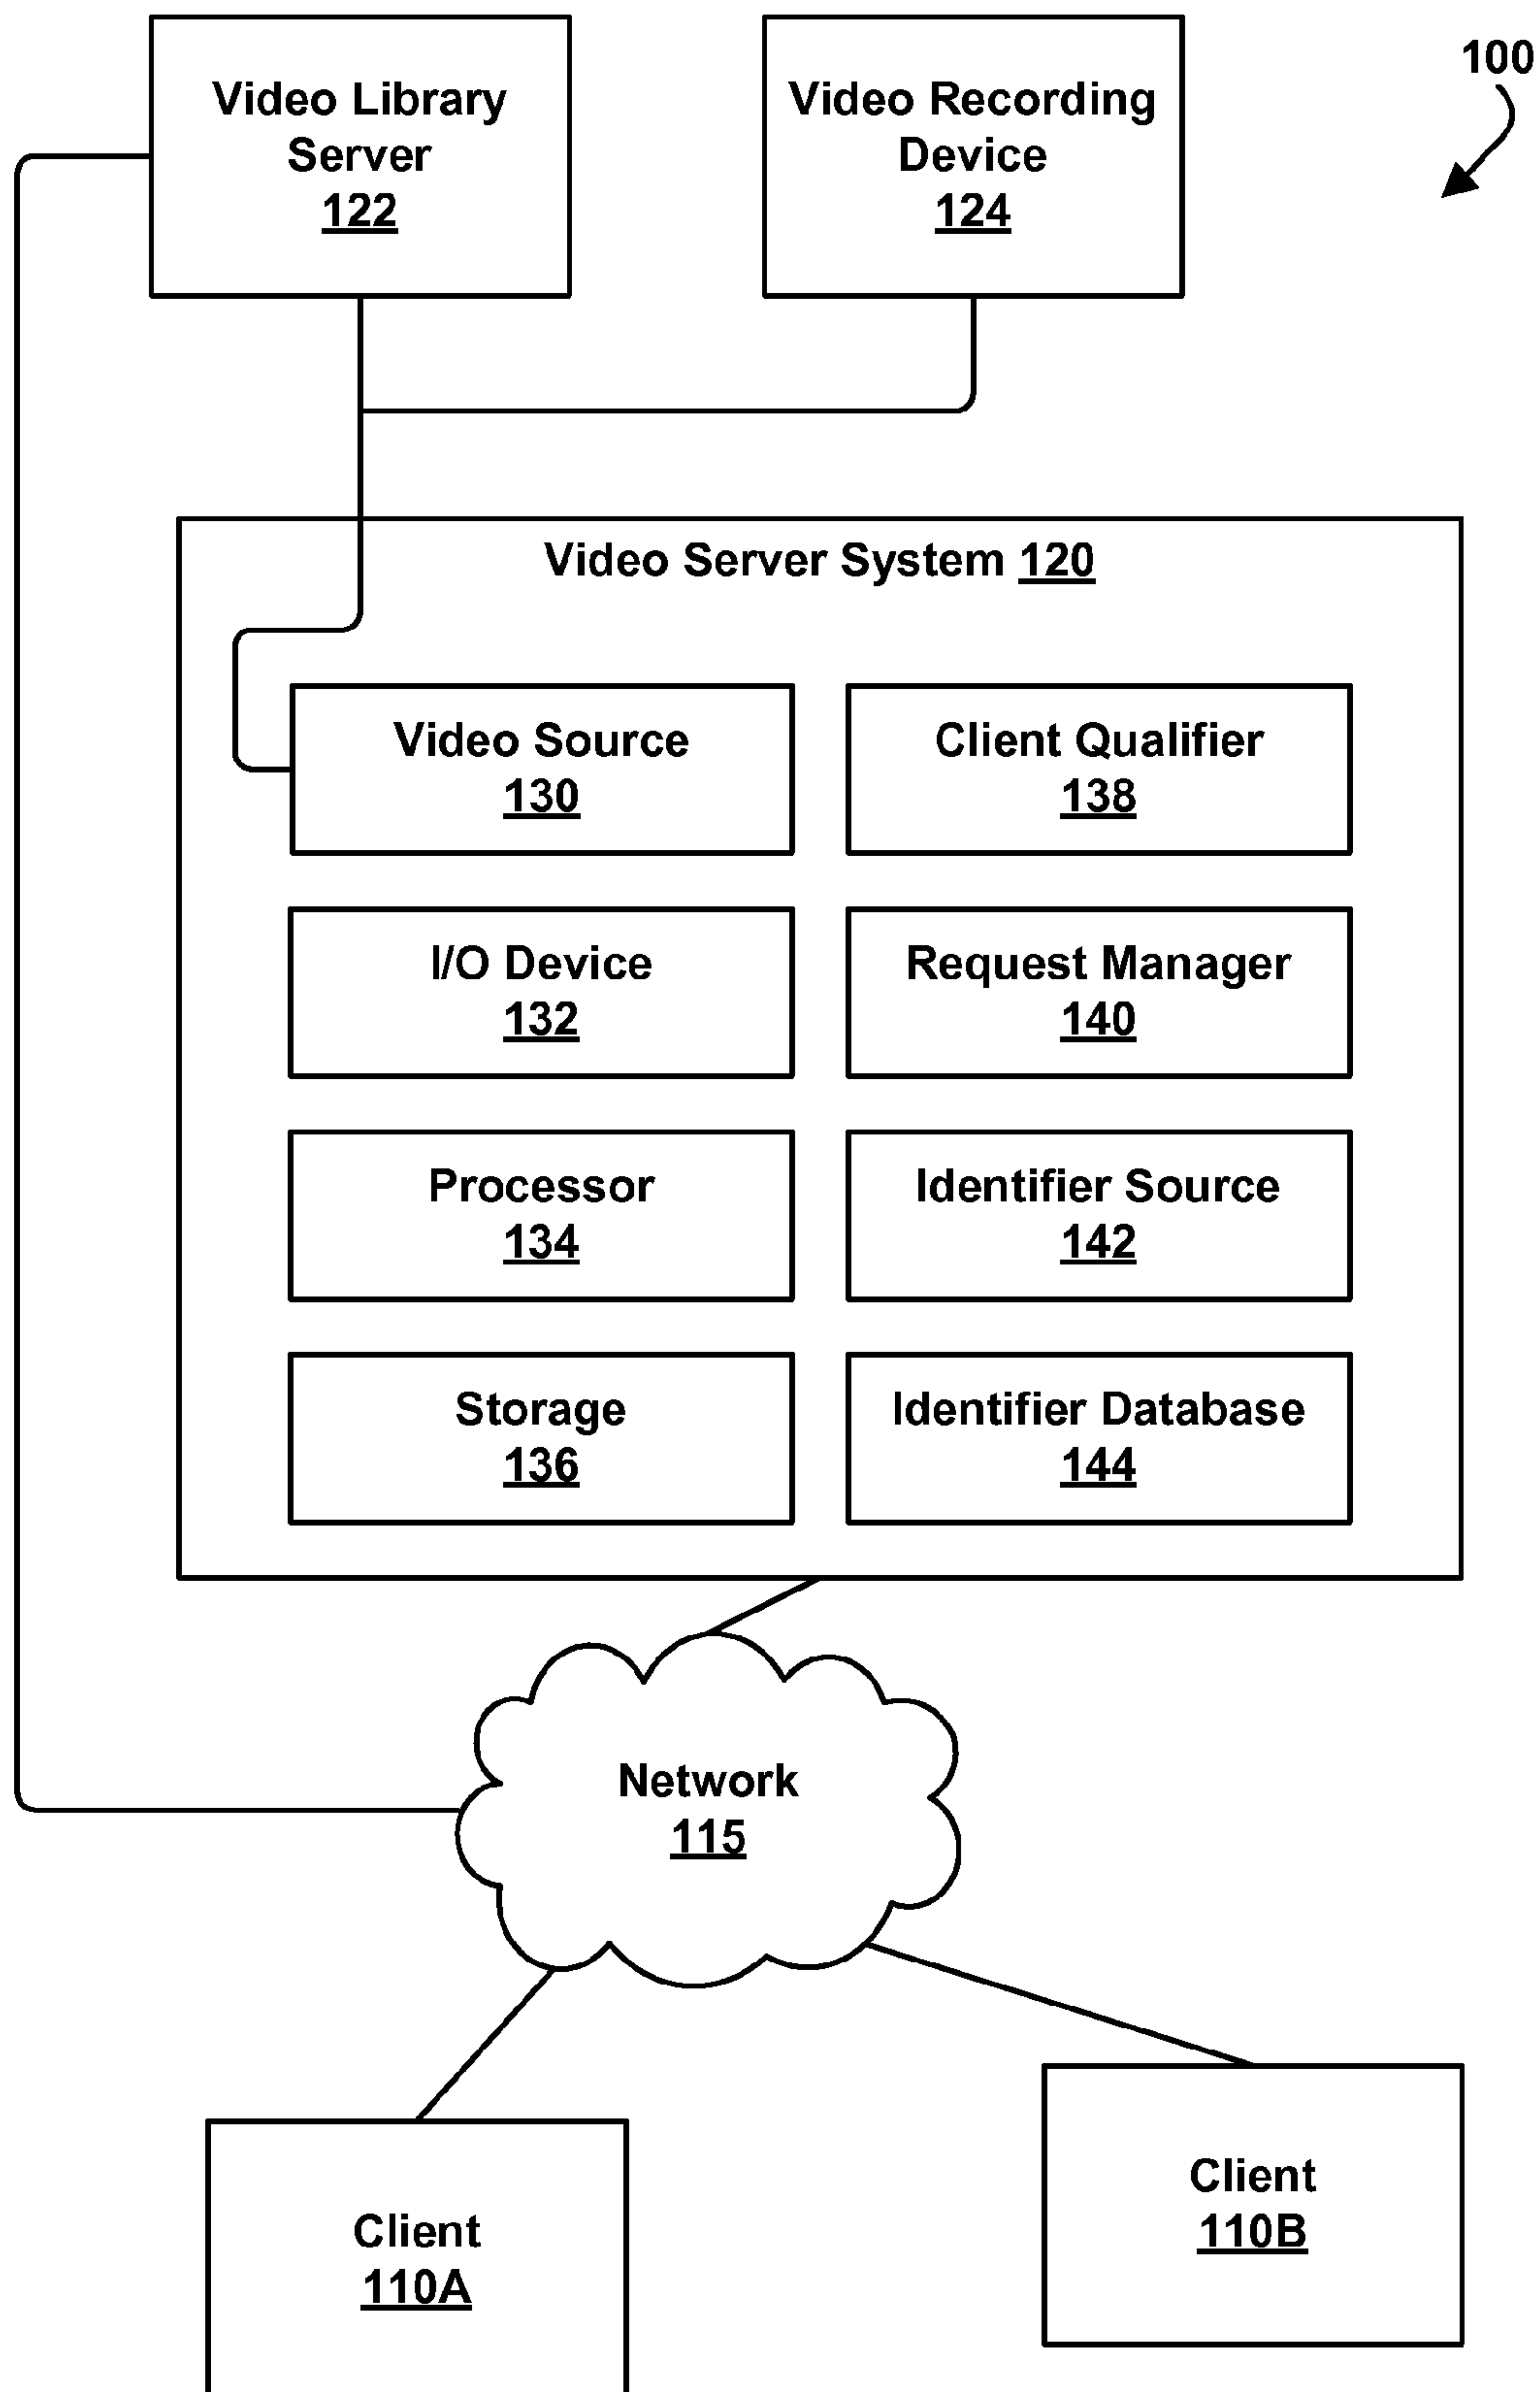 Video Library
Server
122
Video Recording
Device
124
100
Video Server System 120
Video Source
130
Client Qualifier
138
I/O Device
132
Request Manager
140
Processor
134
Identifier Source
142
Storage
136
Identifier Database
144
Network
115
Client
110A
Client
110B